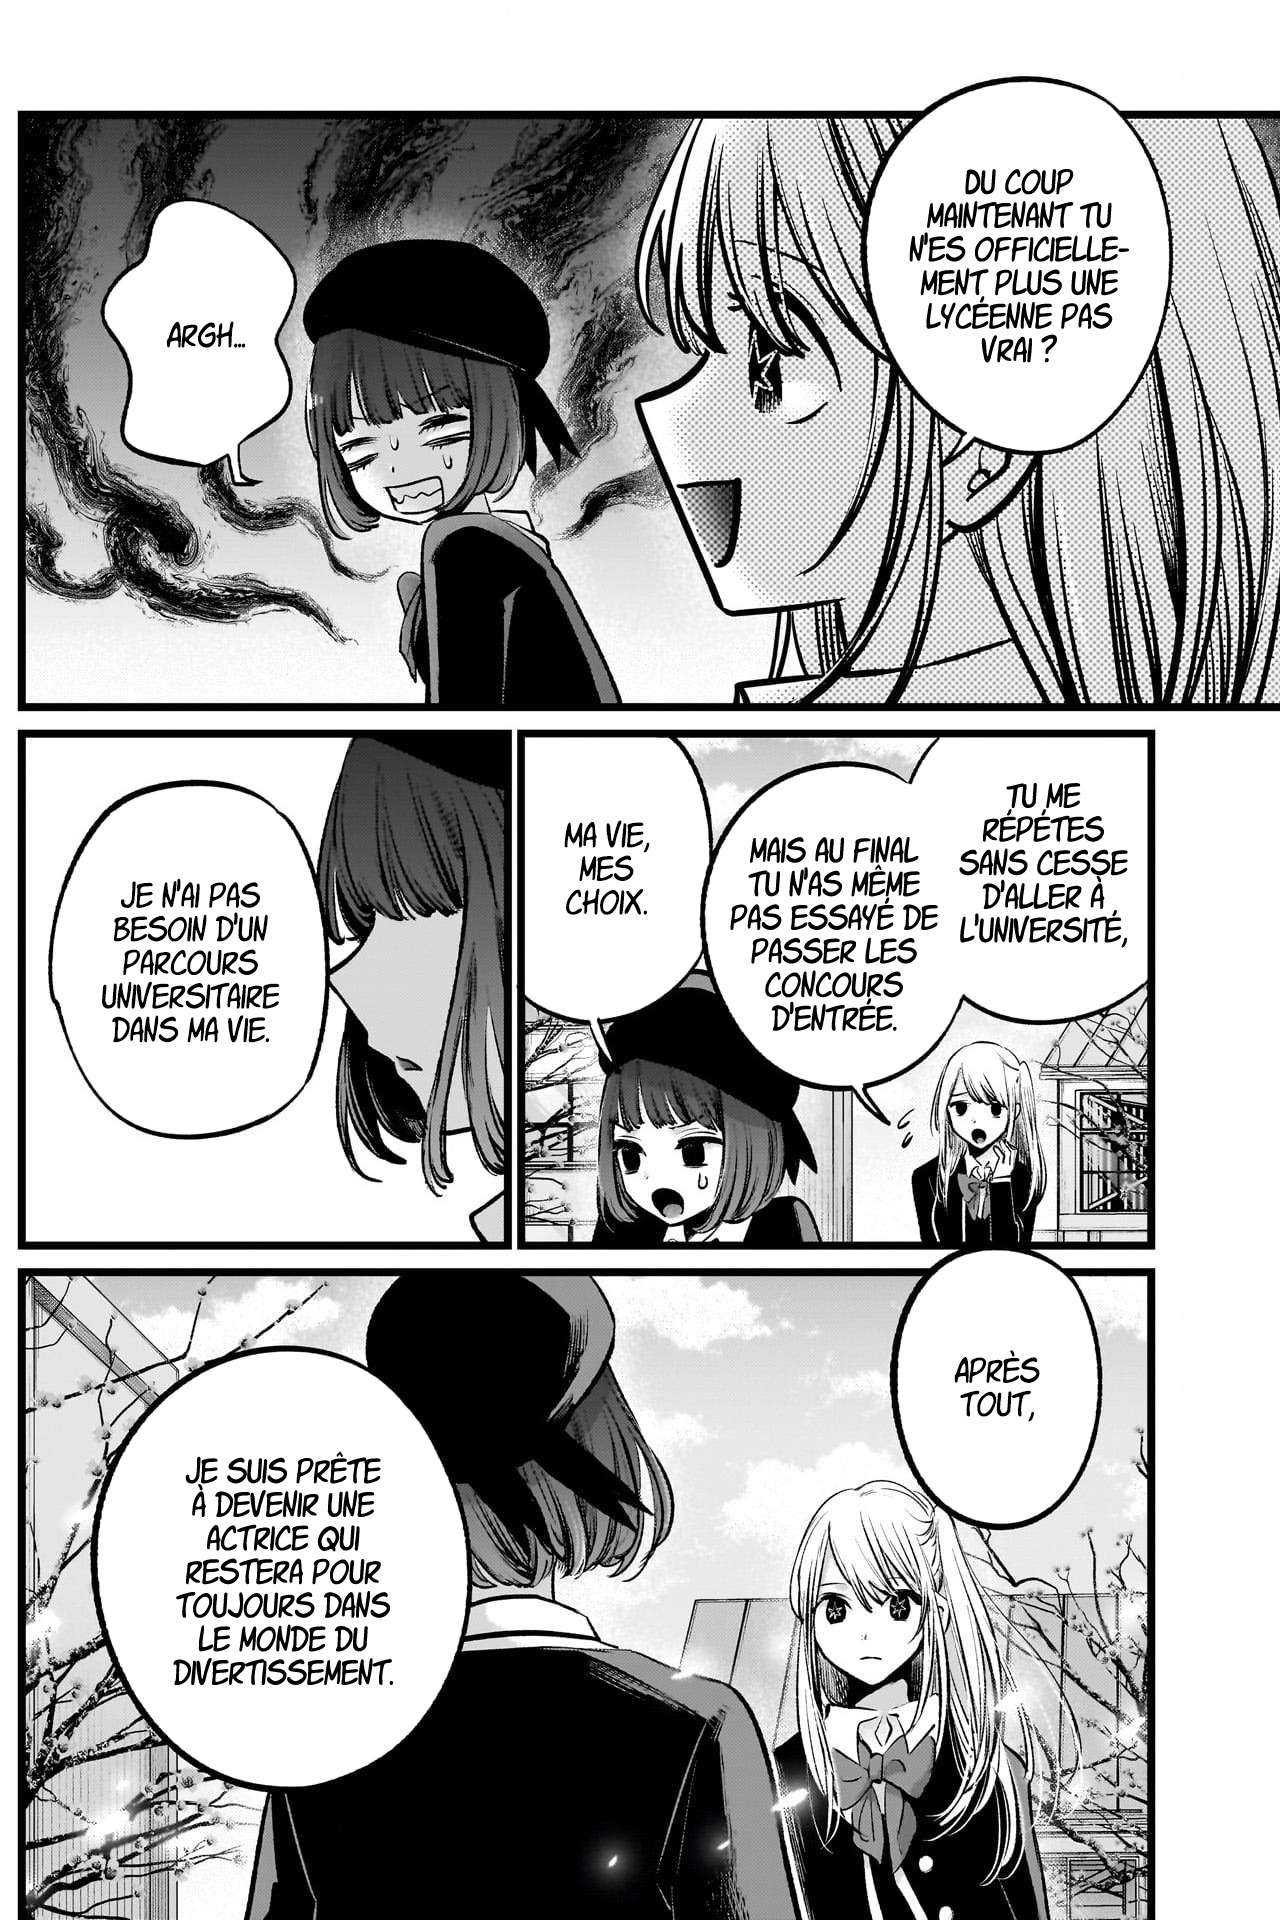 DU COUP
MAINTENANT TU
N'ES OFFICIELLE-
MENT PLUS UNE
LYCÉENNE PAS
VRAI ?
ARGH...
TU ME
RÉPÉTES
SANS CESSE
D'ALLER À
L'UNIVERSITÉ,
MAIS AU FINAL
TU N'AS MÊME
PAS ESSAYÉ DE
PASSER LES
CONCOURS
D'ENTRÉE.
MA VIE,
MES
CHOIX.
JE N'AI PAS
BESOIN D'UN
PARCOURS
UNIVERSITAIRE
DANS MA VIE.
APRÈS
TOUT,
JE SUIS PRÊTE
À DEVENIR UNE
ACTRICE QUI
RESTERA POUR
TOUJOURS DANS
LE MONDE DU
DIVERTISSEMENT.